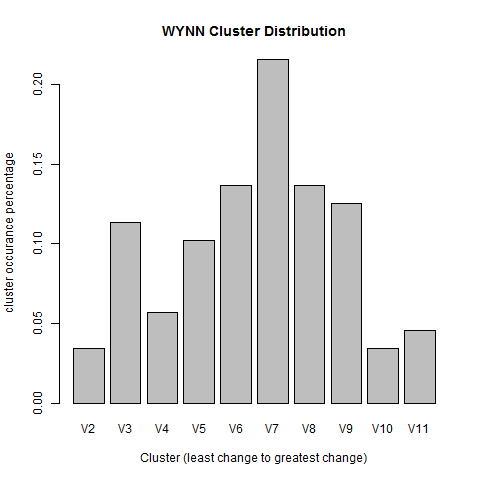 WYNN Cluster Distribution
cluster occurance percentage
0.20
0.15
0.10
0.05
0.00
V2 V3 V4 V5 V6 V7 V8 V9 V10 V11
Cluster (least change to greatest change)